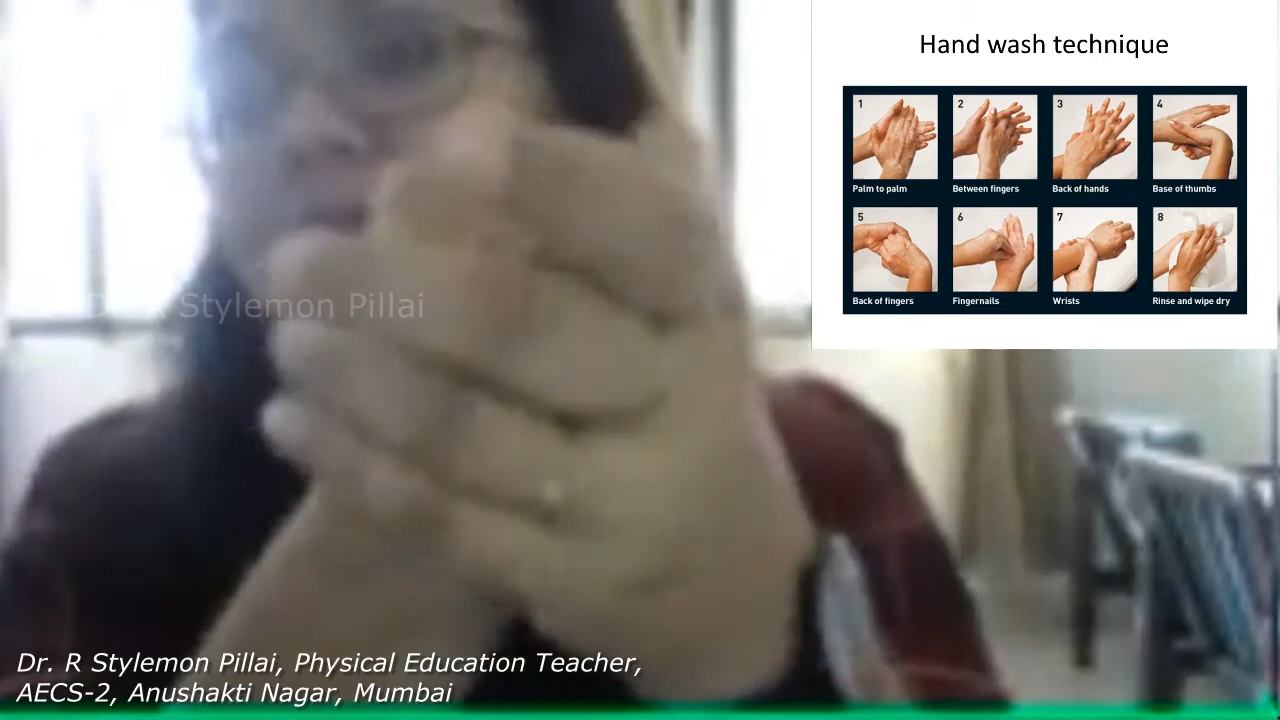 Hand wash technique
1
2
3
4
Palm to palm
Between fingers
Back of hands
Base of thumbs
5
6
7
8
Back of fingers
Fingernails
Wrists
Rinse and wipe dry
Dr. R Stylemon Pillai
Dr. R Stylemon Pillai, Physical Education Teacher,
AECS-2, Anushakti Nagar, Mumbai